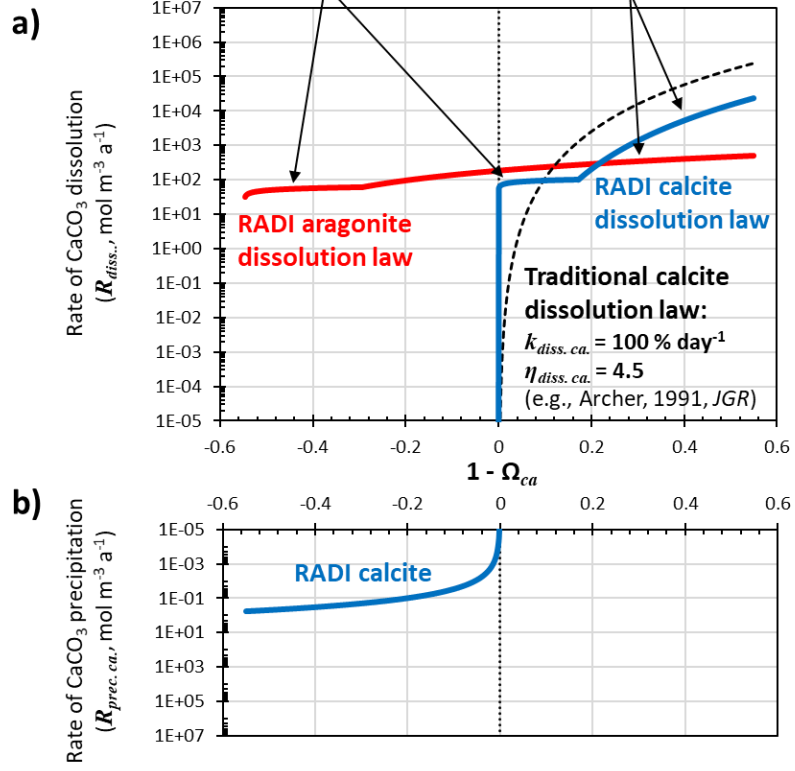 a)
Rate of CaCO₃ dissolution
(R_diss.., mol m⁻³ a⁻¹)
1E+07
1E+06
1E+05
1E+04
1E+03
1E+02
1E+01
1E+00
1E-01
1E-02
1E-03
1E-04
1E-05
RADI aragonite
dissolution law
RADI calcite
dissolution law
Traditional calcite
dissolution law:
k_diss. ca. = 100 % day⁻¹
η_diss. ca. = 4.5
(e.g., Archer, 1991, JGR)
-0.6 -0.4 -0.2 0 0.2 0.4 0.6
1 - Ω_ca
b)
-0.6 -0.4 -0.2 0 0.2 0.4 0.6
Rate of CaCO₃ precipitation
(R_prec. ca., mol m⁻³ a⁻¹)
1E-05
1E-03
1E-01
1E+01
1E+03
1E+05
1E+07
RADI calcite